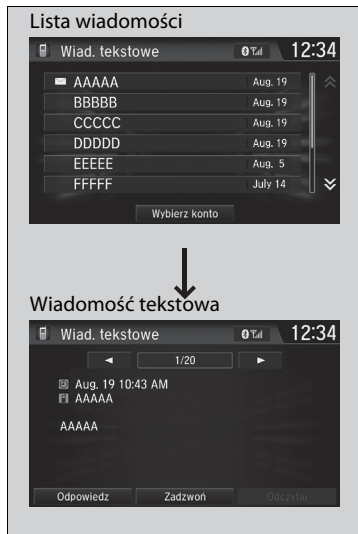 Lista wiadomości
Wiad. tekstowe 12:34
AAAAA Aug. 19
BBBBB Aug. 19
CCCCC Aug. 19
DDDDD Aug. 19
EEEEE Aug. 5
FFFFF July 14
Wybierz konto
Wiadomość tekstowa
Wiad. tekstowe 12:34
1/20
Aug. 19 10:43 AM
AAAAA
AAAAA
Odpowiedz Zadzwoń Odczytaj